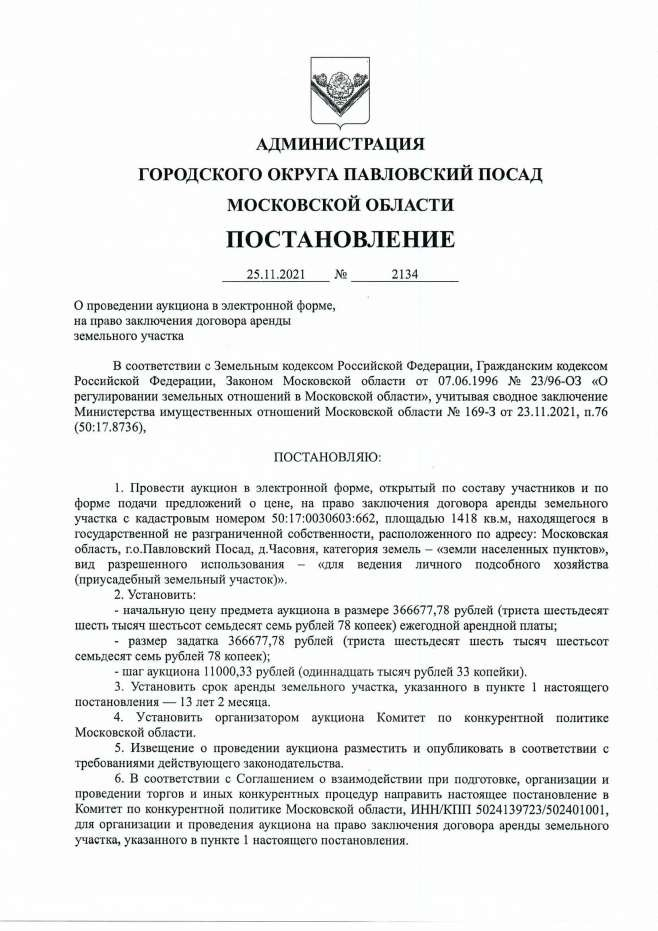 АДМИНИСТРАЦИЯ
ГОРОДСКОГО ОКРУГА ПАВЛОВСКИЙ ПОСАД
МОСКОВСКОЙ ОБЛАСТИ
ПОСТАНОВЛЕНИЕ
25.11.2021 № 2134
О проведении аукциона в электронной форме,
на право заключения договора аренды
земельного участка
В соответствии с Земельным кодексом Российской Федерации, Гражданским кодексом
Российской Федерации, Законом Московской области от 07.06.1996 № 23/96-ОЗ «О
регулировании земельных отношений в Московской области», учитывая сводное заключение
Министерства имущественных отношений Московской области № 169-З от 23.11.2021, п.76
(50:17.8736),
ПОСТАНОВЛЯЮ:
1. Провести аукцион в электронной форме, открытый по составу участников и по
форме подачи предложений о цене, на право заключения договора аренды земельного
участка с кадастровым номером 50:17:0030603:662, площадью 1418 кв.м, находящегося в
государственной не разграниченной собственности, расположенного по адресу: Московская
область, г.о.Павловский Посад, д.Часовня, категория земель – «земли населенных пунктов»,
вид разрешенного использования – «для ведения личного подсобного хозяйства
(приусадебный земельный участок)».
2. Установить:
- начальную цену предмета аукциона в размере 366677,78 рублей (триста шестьдесят
шесть тысяч шестьсот семьдесят семь рублей 78 копеек) ежегодной арендной платы;
- размер задатка 366677,78 рублей (триста шестьдесят шесть тысяч шестьсот
семьдесят семь рублей 78 копеек);
- шаг аукциона 11000,33 рублей (одиннадцать тысяч рублей 33 копейки).
3. Установить срок аренды земельного участка, указанного в пункте 1 настоящего
постановления — 13 лет 2 месяца.
4. Установить организатором аукциона Комитет по конкурентной политике
Московской области.
5. Извещение о проведении аукциона разместить и опубликовать в соответствии с
требованиями действующего законодательства.
6. В соответствии с Соглашением о взаимодействии при подготовке, организации и
проведении торгов и иных конкурентных процедур направить настоящее постановление в
Комитет по конкурентной политике Московской области, ИНН/КПП 5024139723/502401001,
для организации и проведения аукциона на право заключения договора аренды земельного
участка, указанного в пункте 1 настоящего постановления.